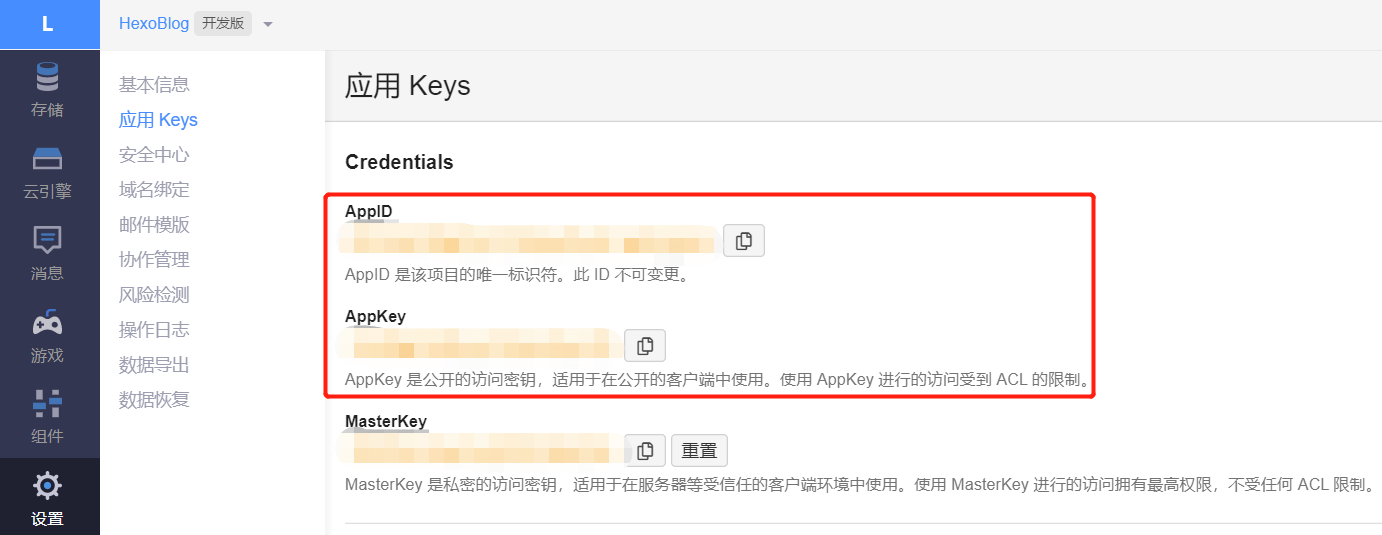 L
HexoBlog 开发版
存储
云引擎
消息
游戏
组件
设置
基本信息
应用 Keys
安全中心
域名绑定
邮件模版
协作管理
风险检测
操作日志
数据导出
数据恢复
应用 Keys
Credentials
AppID
AppID 是该项目的唯一标识符。此 ID 不可变更。
AppKey
AppKey 是公开的访问密钥，适用于在公开的客户端中使用。使用 AppKey 进行的访问受到 ACL 的限制。
MasterKey
重置
MasterKey 是私密的访问密钥，适用于在服务器等受信任的客户端环境中使用。使用 MasterKey 进行的访问拥有最高权限，不受任何 ACL 限制。